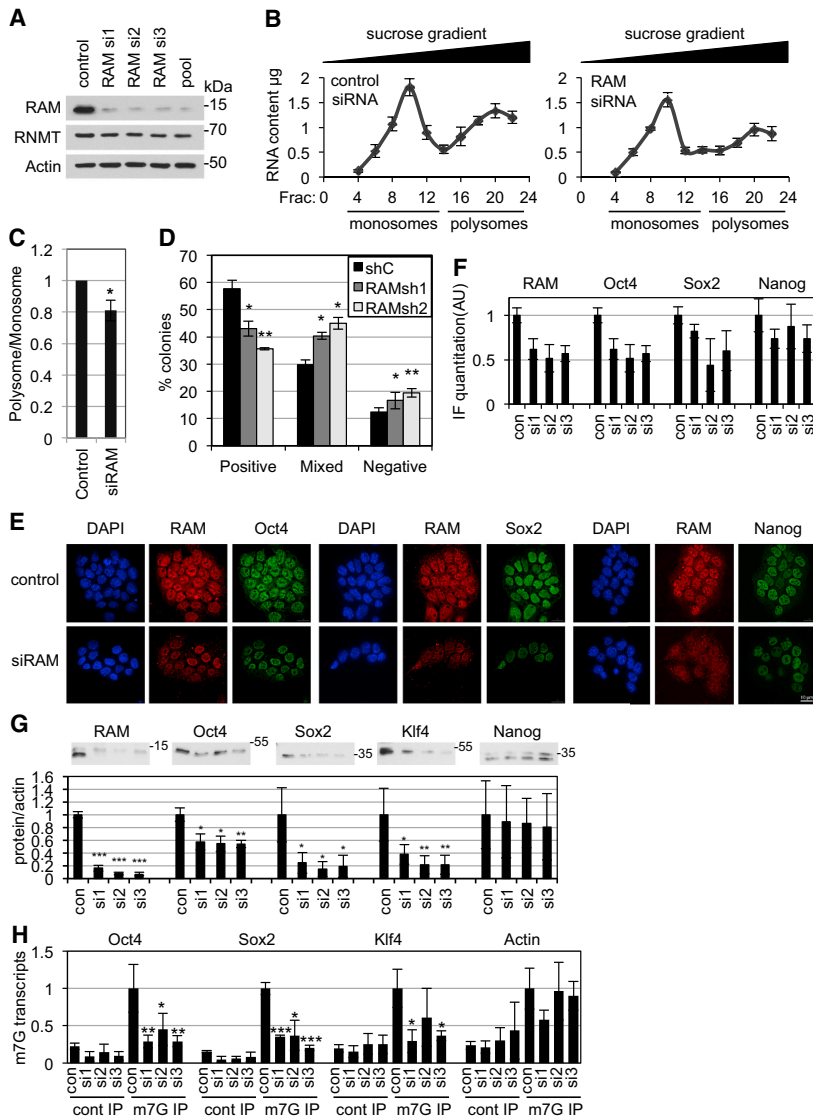 A
control
RAM si1
RAM si2
RAM si3
pool
kDa
RAM
-15
RNMT
-70
Actin
-50
B
sucrose gradient
sucrose gradient
RNA content µg
2
1.5
1
0.5
0
control
siRNA
2
1.5
1
0.5
0
RAM
siRNA
Frac: 0 4 8 12 16 20 24
0 4 8 12 16 20 24
monosomes polysomes
monosomes polysomes
C
Polysome/Monosome
1.2
1
0.8
0.6
0.4
0.2
0
*
Control
siRAM
D
% colonies
70
60
50
40
30
20
10
0
shC
RAMsh1
RAMsh2
* ** * * * **
Positive Mixed Negative
F
RAM Oct4 Sox2 Nanog
IF quantitation(AU)
1
0.5
0
con si1 si2 si3 con si1 si2 si3 con si1 si2 si3 con si1 si2 si3
E
DAPI RAM Oct4 DAPI RAM Sox2 DAPI RAM Nanog
control
siRAM
10 µm
G
RAM Oct4 Sox2 Klf4 Nanog
-15 -55 -35 -55 -35
protein/actin
1.6
1.4
1.2
1
0.8
0.6
0.4
0.2
0
*** *** *** * * ** * * * * ** **
con si1 si2 si3 con si1 si2 si3 con si1 si2 si3 con si1 si2 si3 con si1 si2 si3
H
Oct4 Sox2 Klf4 Actin
m7G transcripts
1.5
1
0.5
0
** * ** *** * *** * *
con si1 si2 si3 con si1 si2 si3 con si1 si2 si3 con si1 si2 si3 con si1 si2 si3 con si1 si2 si3 con si1 si2 si3 con si1 si2 si3
cont IP m7G IP cont IP m7G IP cont IP m7G IP cont IP m7G IP